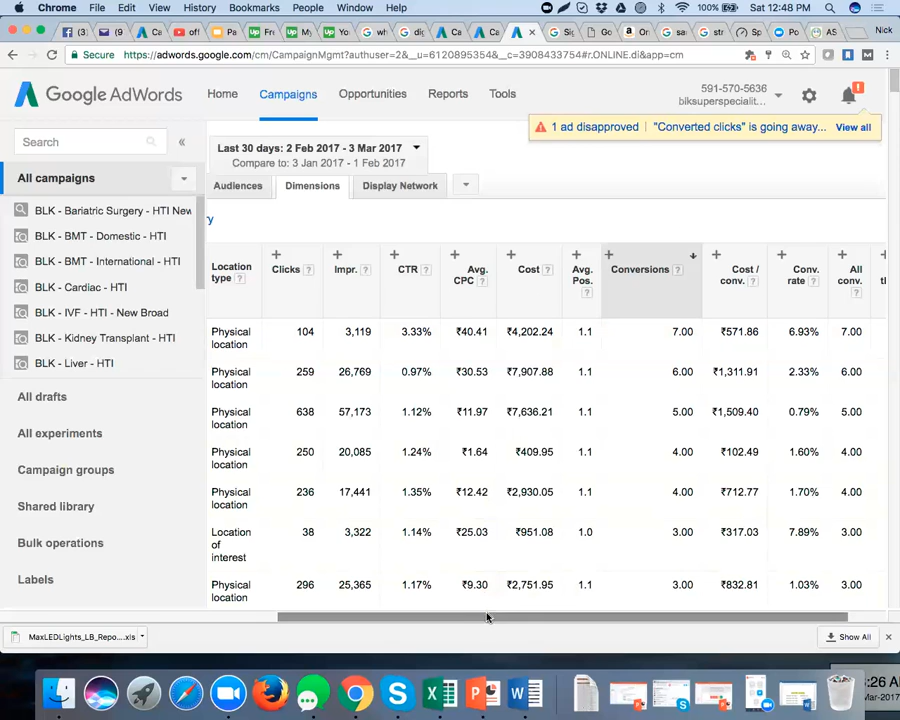 Chrome File Edit View History Bookmarks People Window Help 100% Sat 12:48 PM
Nick
Secure https://adwords.google.com/cm/CampaignMgmt?authuser=2&__u=6120895354&__c=3908433754#r.ONLINE.di&app=cm
Google AdWords Home Campaigns Opportunities Reports Tools 591-570-5636
blksuperspecialit...
1 ad disapproved "Converted clicks" is going away... View all
Search «
Last 30 days: 2 Feb 2017 - 3 Mar 2017
Compare to: 3 Jan 2017 - 1 Feb 2017
All campaigns
Audiences Dimensions Display Network
BLK - Bariatric Surgery - HTI New
BLK - BMT - Domestic - HTI
BLK - BMT - International - HTI
BLK - Cardiac - HTI
BLK - IVF - HTI - New Broad
BLK - Kidney Transplant - HTI
BLK - Liver - HTI
All drafts
All experiments
Campaign groups
Shared library
Bulk operations
Labels
ry
Location type ? Clicks ? Impr. ? CTR ? Avg. CPC ? Cost ? Avg. Pos. ? Conversions ? Cost / conv. ? Conv. rate ? All conv. ?
Physical location 104 3,119 3.33% ₹40.41 ₹4,202.24 1.1 7.00 ₹571.86 6.93% 7.00
Physical location 259 26,769 0.97% ₹30.53 ₹7,907.88 1.1 6.00 ₹1,311.91 2.33% 6.00
Physical location 638 57,173 1.12% ₹11.97 ₹7,636.21 1.1 5.00 ₹1,509.40 0.79% 5.00
Physical location 250 20,085 1.24% ₹1.64 ₹409.95 1.1 4.00 ₹102.49 1.60% 4.00
Physical location 236 17,441 1.35% ₹12.42 ₹2,930.05 1.1 4.00 ₹712.77 1.70% 4.00
Location of interest 38 3,322 1.14% ₹25.03 ₹951.08 1.0 3.00 ₹317.03 7.89% 3.00
Physical location 296 25,365 1.17% ₹9.30 ₹2,751.95 1.1 3.00 ₹832.81 1.03% 3.00
MaxLEDLights_LB_Repo....xls Show All